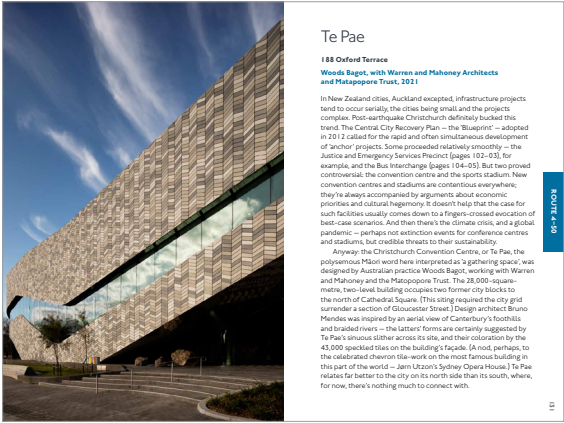 Te Pae
188 Oxford Terrace
Woods Bagot, with Warren and Mahoney Architects
and Matapopore Trust, 2021
In New Zealand cities, Auckland excepted, infrastructure projects
tend to occur serially, the cities being small and the projects
complex. Post-earthquake Christchurch definitely bucked this
trend. The Central City Recovery Plan — the ‘Blueprint’ — adopted
in 2012 called for the rapid and often simultaneous development
of ‘anchor’ projects. Some proceeded relatively smoothly — the
Justice and Emergency Services Precinct (pages 102–03), for
example, and the Bus Interchange (pages 104–05). But two proved
controversial: the convention centre and the sports stadium. New
convention centres and stadiums are contentious everywhere;
they’re always accompanied by arguments about economic
priorities and cultural hegemony. It doesn’t help that the case for
such facilities usually comes down to a fingers-crossed evocation of
best-case scenarios. And then there’s the climate crisis, and a global
pandemic — perhaps not extinction events for conference centres
and stadiums, but credible threats to their sustainability.
Anyway: the Christchurch Convention Centre, or Te Pae, the
polysemous Māori word here interpreted as ‘a gathering space’, was
designed by Australian practice Woods Bagot, working with Warren
and Mahoney and the Matopopore Trust. The 28,000-square-
metre, two-level building occupies two former city blocks to
the north of Cathedral Square. (This siting required the city grid
surrender a section of Gloucester Street.) Design architect Bruno
Mendes was inspired by an aerial view of Canterbury’s foothills
and braided rivers — the latters’ forms are certainly suggested by
Te Pae’s sinuous slither across its site, and their coloration by the
43,000 speckled tiles on the building’s façade. (A nod, perhaps, to
the celebrated chevron tile-work on the most famous building in
this part of the world — Jørn Utzon’s Sydney Opera House.) Te Pae
relates far better to the city on its north side than its south, where,
for now, there’s nothing much to connect with.
ROUTE 4–50
131